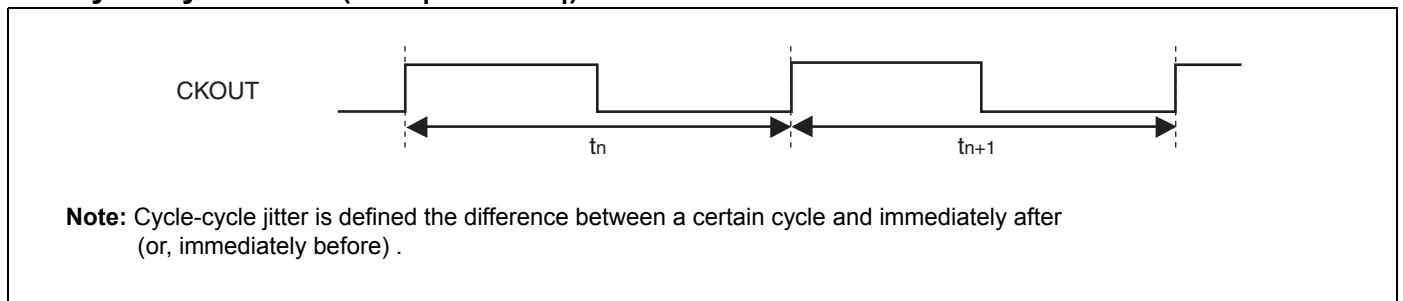 CKOUT
tn
tn+1
Note: Cycle-cycle jitter is defined the difference between a certain cycle and immediately after
(or, immediately before) .